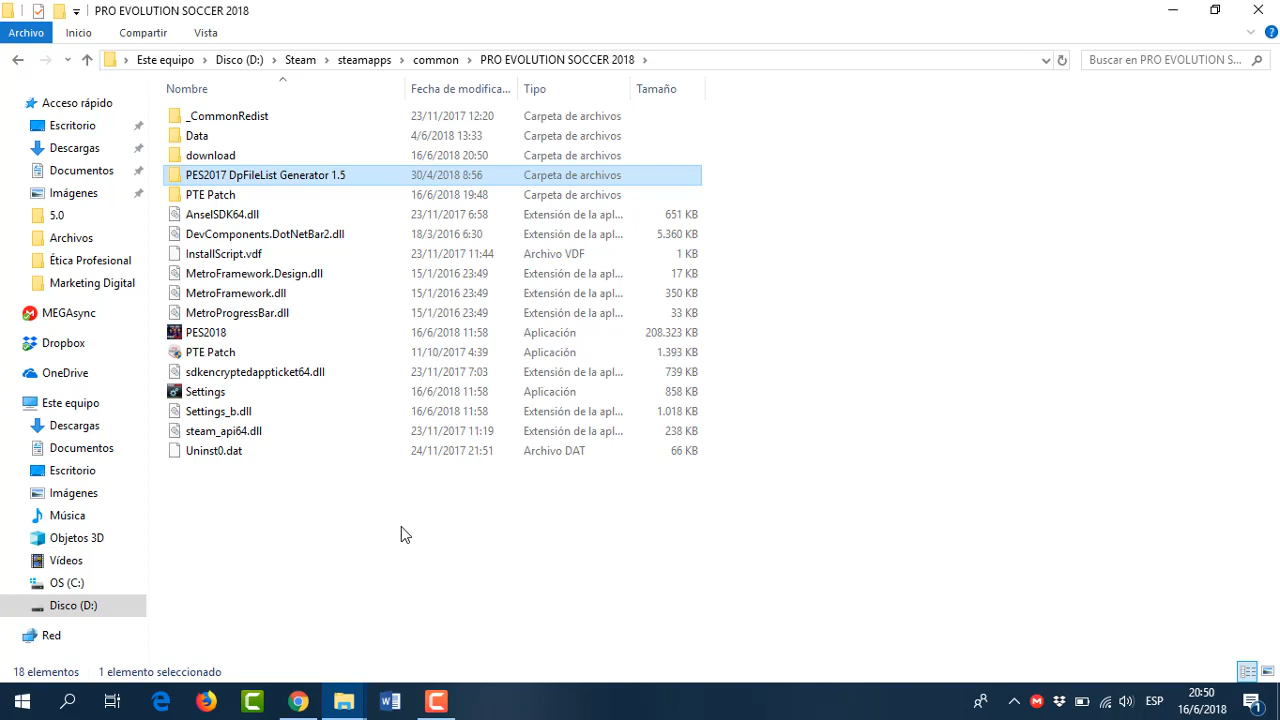 PRO EVOLUTION SOCCER 2018
Archivo Inicio Compartir Vista
Este equipo Disco (D:) Steam steamapps common PRO EVOLUTION SOCCER 2018
Buscar en PRO EVOLUTION S...
Nombre Fecha de modifica... Tipo Tamaño
_CommonRedist 23/11/2017 12:20 Carpeta de archivos
Data 4/6/2018 13:33 Carpeta de archivos
download 16/6/2018 20:50 Carpeta de archivos
PES2017 DpFileList Generator 1.5 30/4/2018 8:56 Carpeta de archivos
PTE Patch 16/6/2018 19:48 Carpeta de archivos
AnselSDK64.dll 23/11/2017 6:58 Extensión de la apl... 651 KB
DevComponents.DotNetBar2.dll 18/3/2016 6:30 Extensión de la apl... 5.360 KB
InstallScript.vdf 23/11/2017 11:44 Archivo VDF 1 KB
MetroFramework.Design.dll 15/1/2016 23:49 Extensión de la apl... 17 KB
MetroFramework.dll 15/1/2016 23:49 Extensión de la apl... 350 KB
MetroProgressBar.dll 15/1/2016 23:49 Extensión de la apl... 33 KB
PES2018 16/6/2018 11:58 Aplicación 208.323 KB
PTE Patch 11/10/2017 4:39 Aplicación 1.393 KB
sdkencryptedappticket64.dll 23/11/2017 7:03 Extensión de la apl... 739 KB
Settings 16/6/2018 11:58 Aplicación 858 KB
Settings_b.dll 16/6/2018 11:58 Extensión de la apl... 1.018 KB
steam_api64.dll 23/11/2017 11:19 Extensión de la apl... 238 KB
Uninst0.dat 24/11/2017 21:51 Archivo DAT 66 KB
Acceso rápido
Escritorio
Descargas
Documentos
Imágenes
5.0
Archivos
Ética Profesional
Marketing Digital
MEGAsync
Dropbox
OneDrive
Este equipo
Descargas
Documentos
Escritorio
Imágenes
Música
Objetos 3D
Vídeos
OS (C:)
Disco (D:)
Red
18 elementos 1 elemento seleccionado
ESP
20:50
16/6/2018
1